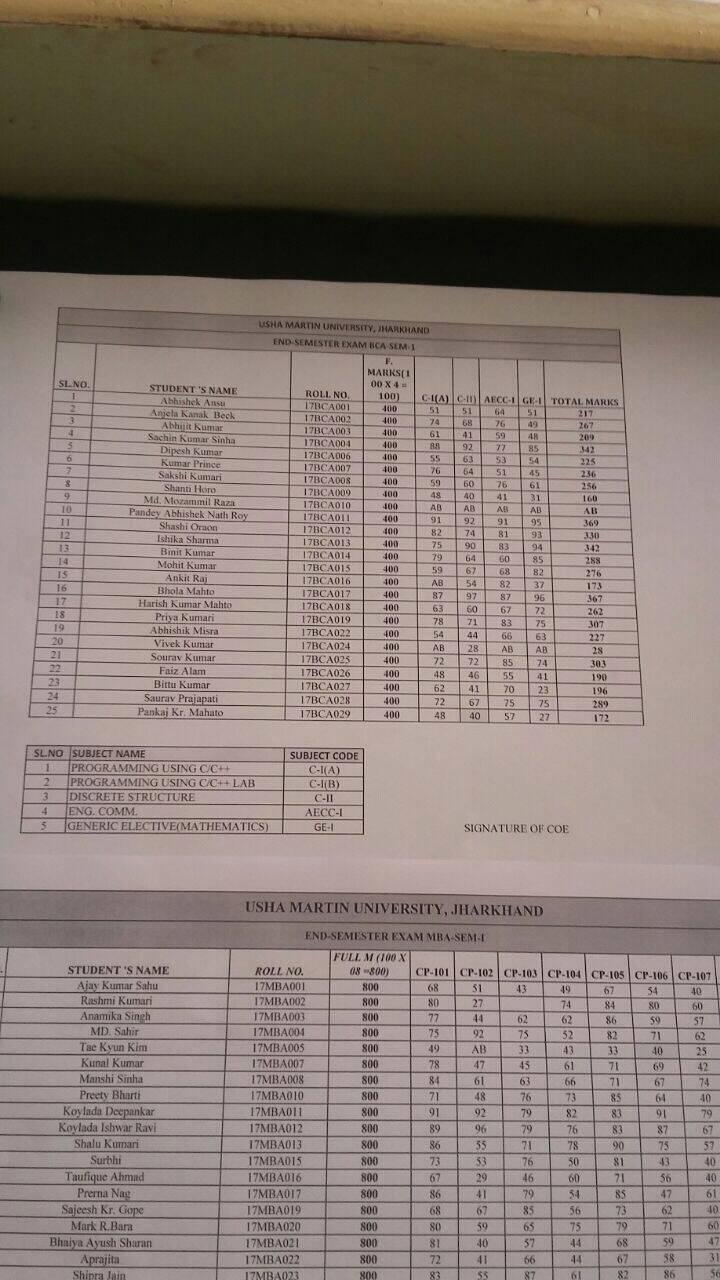 USHA MARTIN UNIVERSITY, JHARKHAND
END-SEMESTER EXAM BCA-SEM-1
SL.NO. STUDENT 'S NAME ROLL NO. F. MARKS(1 00 X 4 = 100) C-I(A) C-II) AECC-I GE-I TOTAL MARKS
1 Abhishek Ansu 17BCA001 400 51 51 64 51 217
2 Anjela Kanak Beck 17BCA002 400 74 68 76 49 267
3 Abhijit Kumar 17BCA003 400 61 41 59 48 209
4 Sachin Kumar Sinha 17BCA004 400 88 92 77 85 342
5 Dipesh Kumar 17BCA006 400 55 63 53 54 225
6 Kumar Prince 17BCA007 400 76 64 51 45 236
7 Sakshi Kumari 17BCA008 400 59 60 76 61 256
8 Shanti Horo 17BCA009 400 48 40 41 31 160
9 Md. Mozammil Raza 17BCA010 400 AB AB AB AB AB
10 Pandey Abhishek Nath Roy 17BCA011 400 91 92 91 95 369
11 Shashi Oraon 17BCA012 400 82 74 81 93 330
12 Ishika Sharma 17BCA013 400 75 90 83 94 342
13 Binit Kumar 17BCA014 400 79 64 60 85 288
14 Mohit Kumar 17BCA015 400 59 67 68 82 276
15 Ankit Raj 17BCA016 400 AB 54 82 37 173
16 Bhola Mahto 17BCA017 400 87 97 87 96 367
17 Harish Kumar Mahto 17BCA018 400 63 60 67 72 262
18 Priya Kumari 17BCA019 400 78 71 83 75 307
19 Abhishik Misra 17BCA022 400 54 44 66 63 227
20 Vivek Kumar 17BCA024 400 AB 28 AB AB 28
21 Sourav Kumar 17BCA025 400 72 72 85 74 303
22 Faiz Alam 17BCA026 400 48 46 55 41 190
23 Bittu Kumar 17BCA027 400 62 41 70 23 196
24 Saurav Prajapati 17BCA028 400 72 67 75 75 289
25 Pankaj Kr. Mahato 17BCA029 400 48 40 57 27 172
SL.NO SUBJECT NAME SUBJECT CODE
1 PROGRAMMING USING C/C++ C-I(A)
2 PROGRAMMING USING C/C++ LAB C-I(B)
3 DISCRETE STRUCTURE C-II
4 ENG. COMM. AECC-I
5 GENERIC ELECTIVE(MATHEMATICS) GE-I
SIGNATURE OF COE
USHA MARTIN UNIVERSITY, JHARKHAND
END-SEMESTER EXAM MBA-SEM-I
STUDENT 'S NAME ROLL NO. FULL M (100 X 08 =800) CP-101 CP-102 CP-103 CP-104 CP-105 CP-106 CP-107
Ajay Kumar Sahu 17MBA001 800 68 51 43 49 67 54 40
Rashmi Kumari 17MBA002 800 80 27 74 84 80 60
Anamika Singh 17MBA003 800 77 44 62 62 86 59 57
MD. Sahir 17MBA004 800 75 92 75 52 82 71 62
Tae Kyun Kim 17MBA005 800 49 AB 33 43 33 40 25
Kunal Kumar 17MBA007 800 78 47 45 61 71 69 42
Manshi Sinha 17MBA008 800 84 61 63 66 71 67 74
Preety Bharti 17MBA010 800 71 48 76 73 85 64 40
Koylada Deepankar 17MBA011 800 91 92 79 82 83 91 79
Koylada Ishwar Ravi 17MBA012 800 89 96 79 76 83 87 67
Shalu Kumari 17MBA013 800 86 55 71 78 90 75 57
Surbhi 17MBA015 800 73 53 76 50 81 43 40
Taufique Ahmad 17MBA016 800 67 29 46 60 71 56 40
Prerna Nag 17MBA017 800 86 41 79 54 85 47 61
Sajeesh Kr. Gope 17MBA019 800 68 67 85 56 73 62 40
Mark R.Bara 17MBA020 800 80 59 65 75 79 71 60
Bhaiya Ayush Sharan 17MBA021 800 81 40 57 44 68 59 47
Aprajita 17MBA022 800 72 41 66 44 67 58 31
Shipra Jain 17MBA023 800 83 55 87 61 82 86